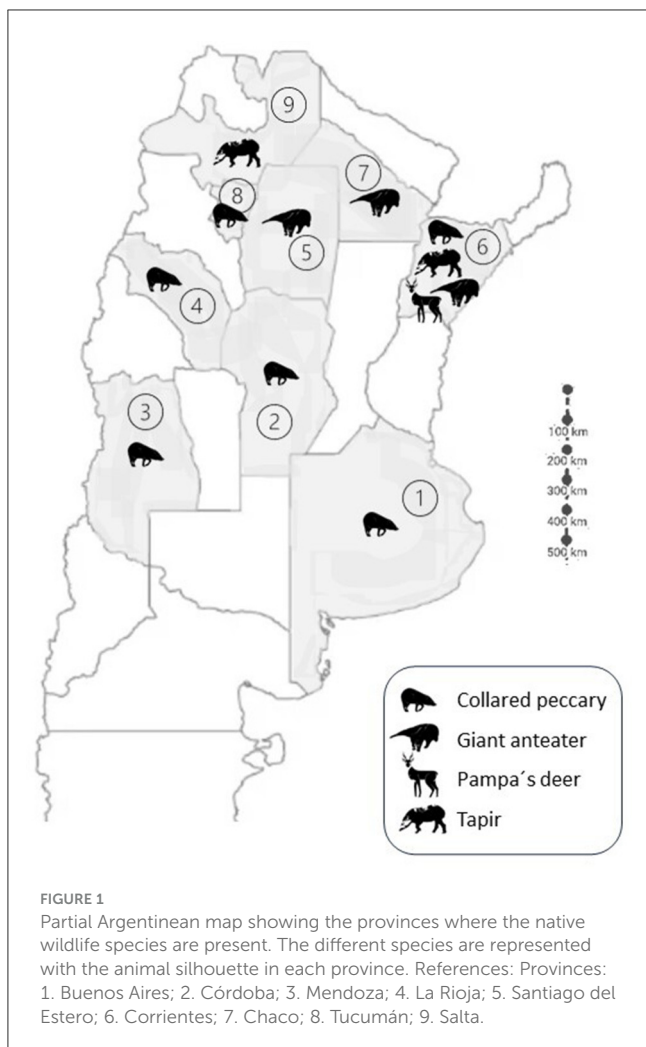 9
7
8
6
5
4
3
2
1
100 km
200 km
300 km
400 km
500 km
Collared peccary
Giant anteater
Pampa´s deer
Tapir
FIGURE 1
Partial Argentinean map showing the provinces where the native
wildlife species are present. The different species are represented
with the animal silhouette in each province. References: Provinces:
1. Buenos Aires; 2. Córdoba; 3. Mendoza; 4. La Rioja; 5. Santiago del
Estero; 6. Corrientes; 7. Chaco; 8. Tucumán; 9. Salta.